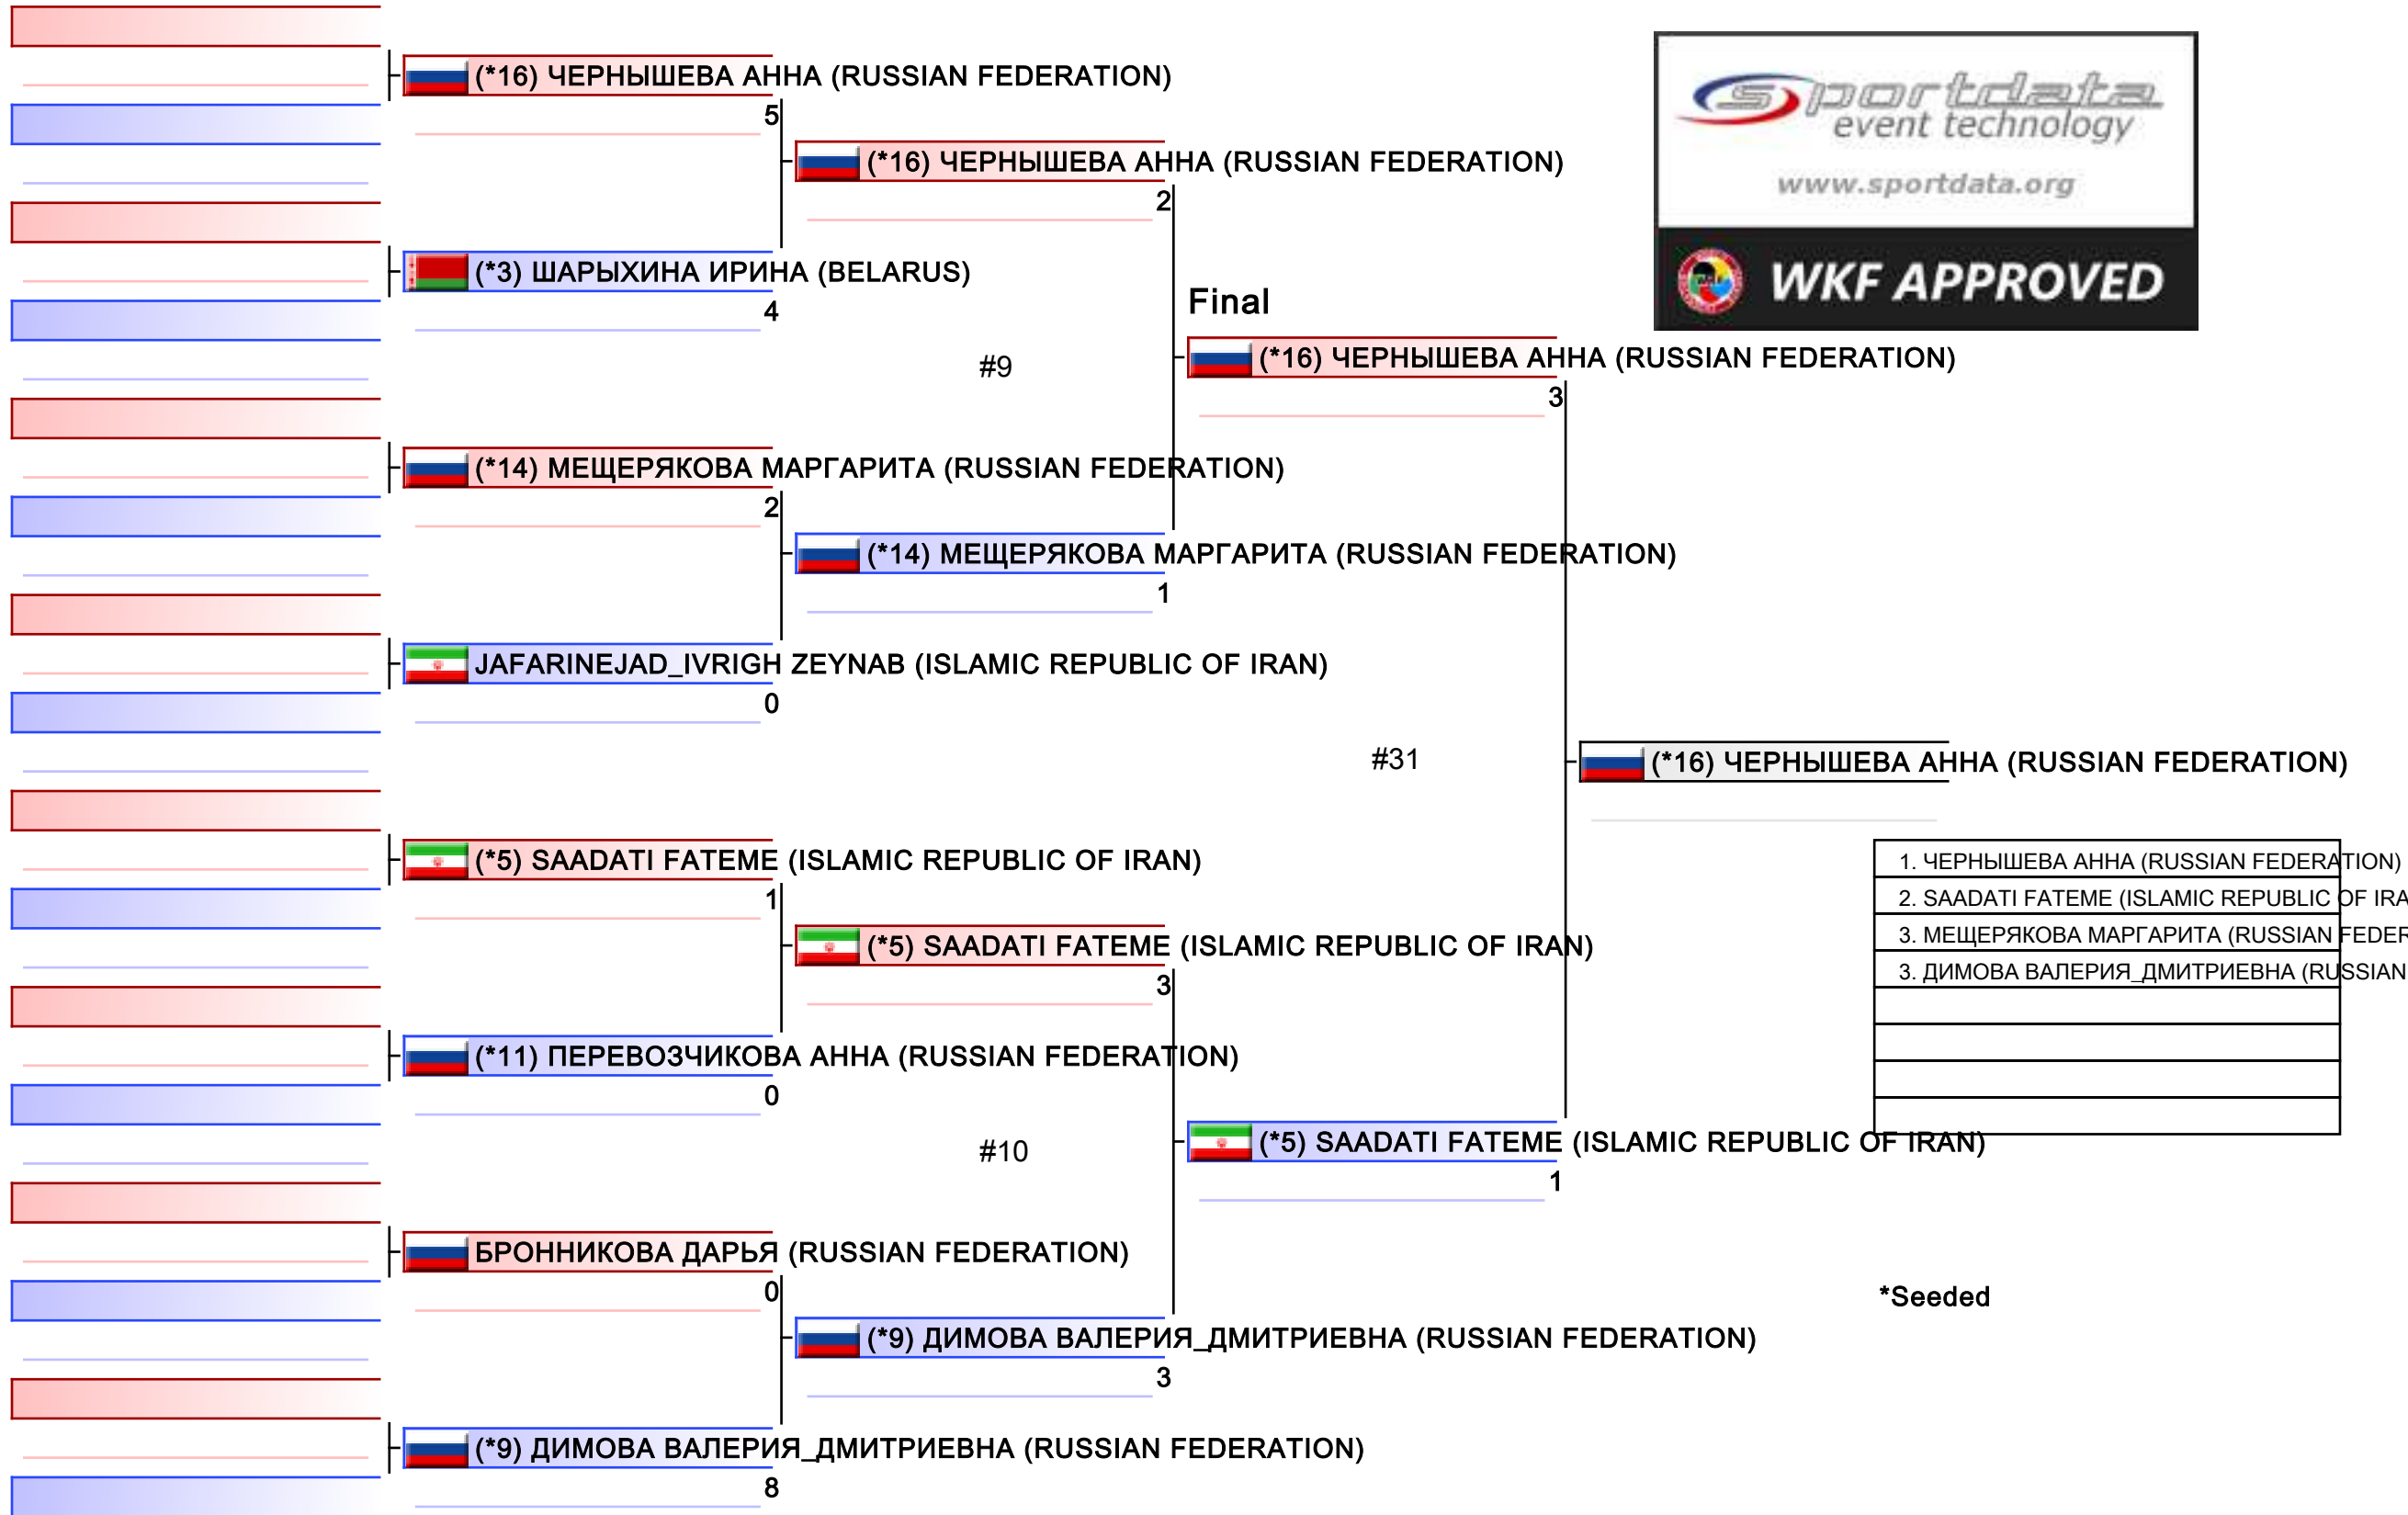 (*16) ЧЕРНЫШЕВА АННА (RUSSIAN FEDERATION)
5
(*16) ЧЕРНЫШЕВА АННА (RUSSIAN FEDERATION)
2
(*3) ШАРЫХИНА ИРИНА (BELARUS)
4
sportdata
event technology
www.sportdata.org
WKF APPROVED
Final
#9
(*16) ЧЕРНЫШЕВА АННА (RUSSIAN FEDERATION)
3
(*14) МЕЩЕРЯКОВА МАРГАРИТА (RUSSIAN FEDERATION)
2
(*14) МЕЩЕРЯКОВА МАРГАРИТА (RUSSIAN FEDERATION)
1
JAFARINEJAD_IVRIGH ZEYNAB (ISLAMIC REPUBLIC OF IRAN)
0
#31
(*16) ЧЕРНЫШЕВА АННА (RUSSIAN FEDERATION)
(*5) SAADATI FATEME (ISLAMIC REPUBLIC OF IRAN)
1
(*5) SAADATI FATEME (ISLAMIC REPUBLIC OF IRAN)
3
1. ЧЕРНЫШЕВА АННА (RUSSIAN FEDERATION)
2. SAADATI FATEME (ISLAMIC REPUBLIC OF IRA
3. МЕЩЕРЯКОВА МАРГАРИТА (RUSSIAN FEDER
3. ДИМОВА ВАЛЕРИЯ_ДМИТРИЕВНА (RUSSIAN
(*11) ПЕРЕВОЗЧИКОВА АННА (RUSSIAN FEDERATION)
0
#10
(*5) SAADATI FATEME (ISLAMIC REPUBLIC OF IRAN)
1
БРОННИКОВА ДАРЬЯ (RUSSIAN FEDERATION)
0
*Seeded
(*9) ДИМОВА ВАЛЕРИЯ_ДМИТРИЕВНА (RUSSIAN FEDERATION)
3
(*9) ДИМОВА ВАЛЕРИЯ_ДМИТРИЕВНА (RUSSIAN FEDERATION)
8